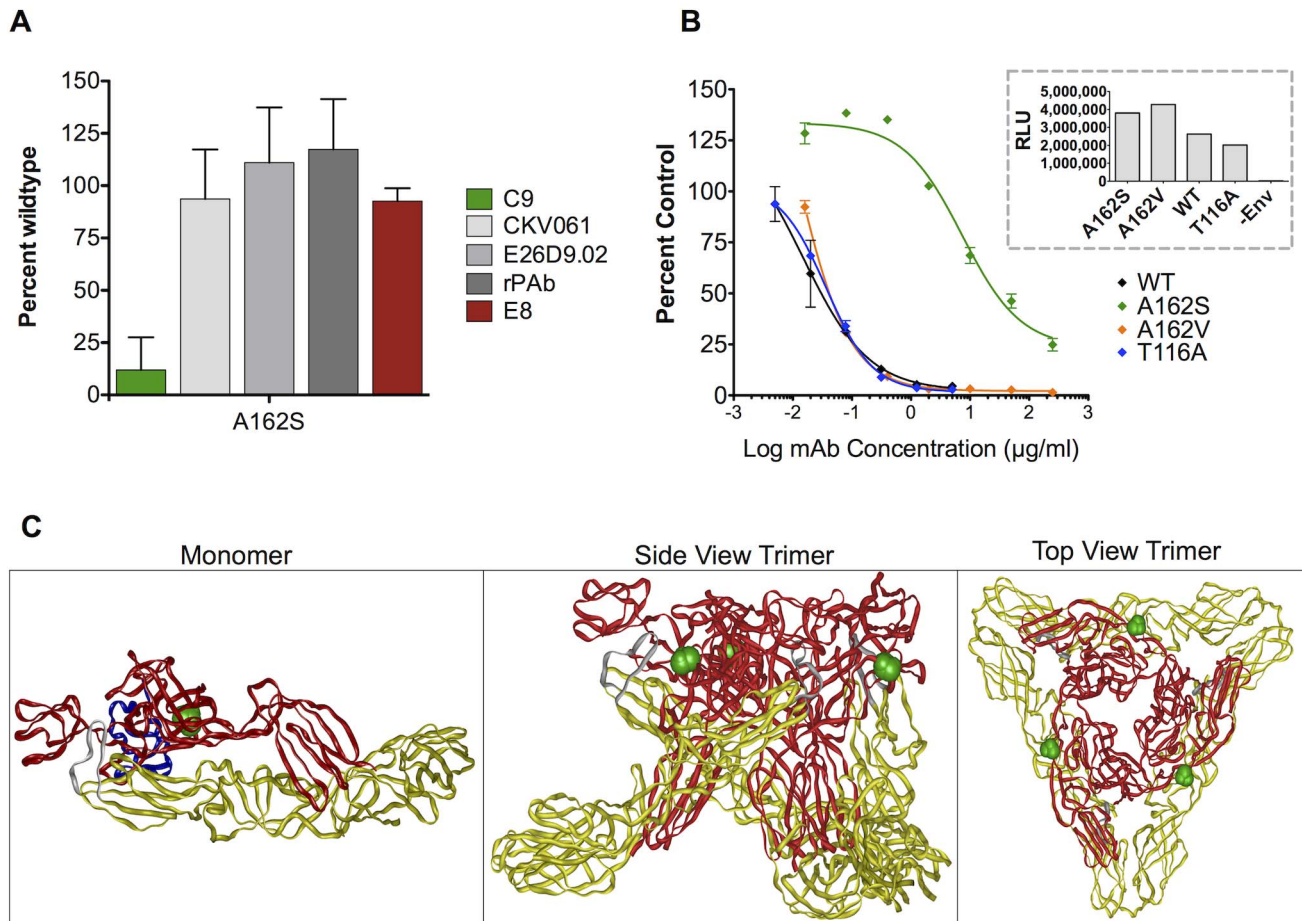 A
150
125
100
75
50
25
0
Percent wildtype
A162S
C9
CKV061
E26D9.02
rPAb
E8
B
150
125
100
75
50
25
0
Percent Control
-3 -2 -1 0 1 2 3
Log mAb Concentration (µg/ml)
5,000,000
4,000,000
3,000,000
2,000,000
1,000,000
0
RLU
A162S A162V WT T116A -Env
WT
A162S
A162V
T116A
C
Monomer Side View Trimer Top View Trimer